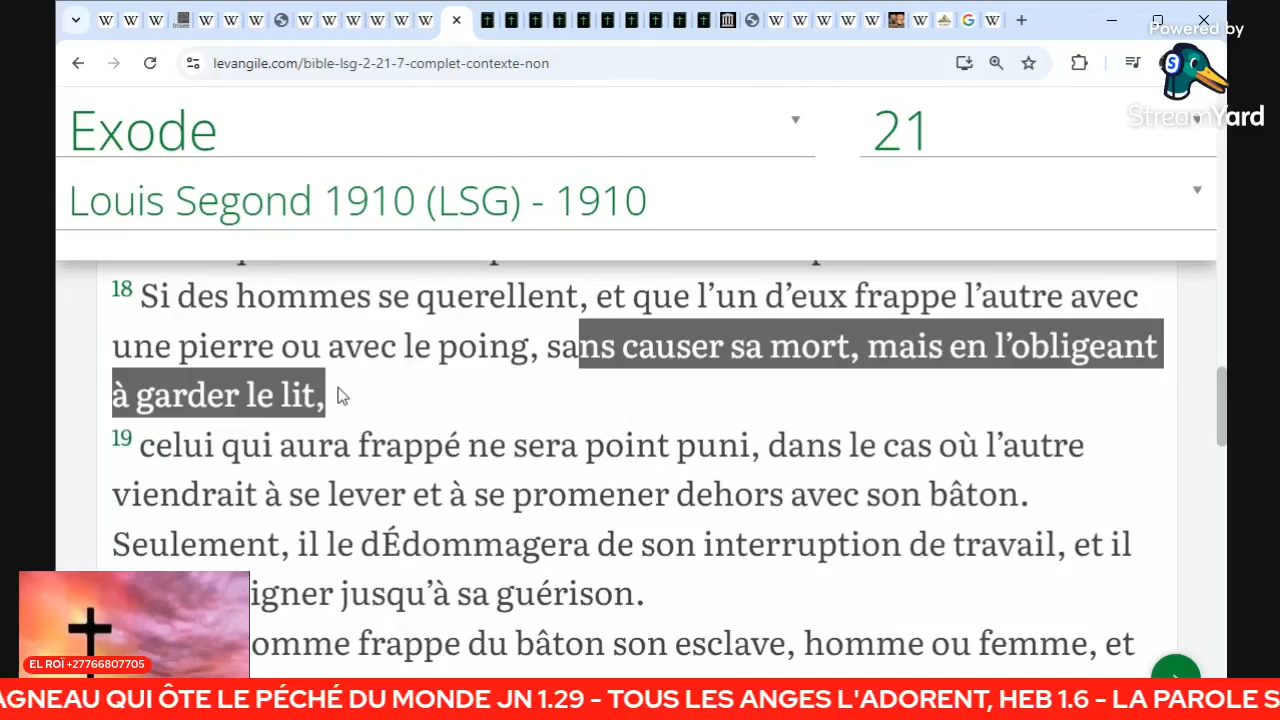 Powered by
StreamYard
levangile.com/bible-lsg-2-21-7-complet-contexte-non
Exode
21
Louis Segond 1910 (LSG) - 1910
18 Si des hommes se querellent, et que l’un d’eux frappe l’autre avec
une pierre ou avec le poing, sans causer sa mort, mais en l’obligeant
à garder le lit,
19 celui qui aura frappé ne sera point puni, dans le cas où l’autre
viendrait à se lever et à se promener dehors avec son bâton.
Seulement, il le dÉdommagera de son interruption de travail, et il
igner jusqu’à sa guérison.
omme frappe du bâton son esclave, homme ou femme, et
EL ROÏ +27766807705
AGNEAU QUI ÔTE LE PÉCHÉ DU MONDE JN 1.29 - TOUS LES ANGES L'ADORENT, HEB 1.6 - LA PAROLE S